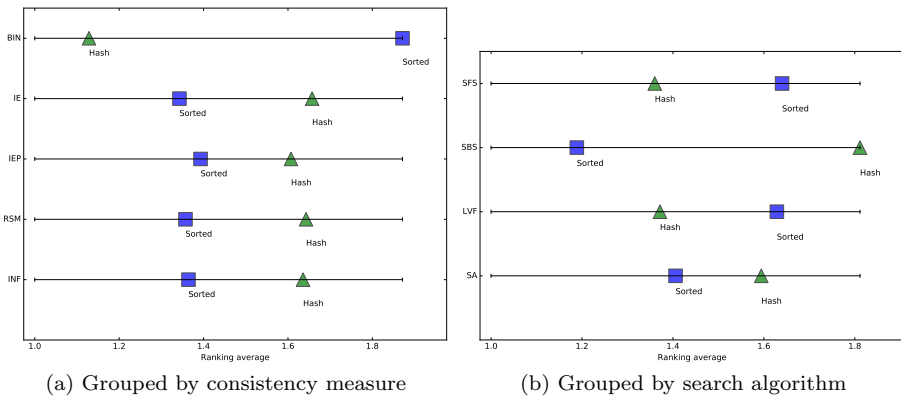 BIN
Hash
Sorted
IE
Sorted
Hash
IEP
Sorted
Hash
RSM
Sorted
Hash
INF
Sorted
Hash
1.0 1.2 1.4 1.6 1.8
Ranking average
(a) Grouped by consistency measure
SFS
Hash
Sorted
SBS
Sorted
Hash
LVF
Hash
Sorted
SA
Sorted
Hash
1.0 1.2 1.4 1.6 1.8
Ranking average
(b) Grouped by search algorithm